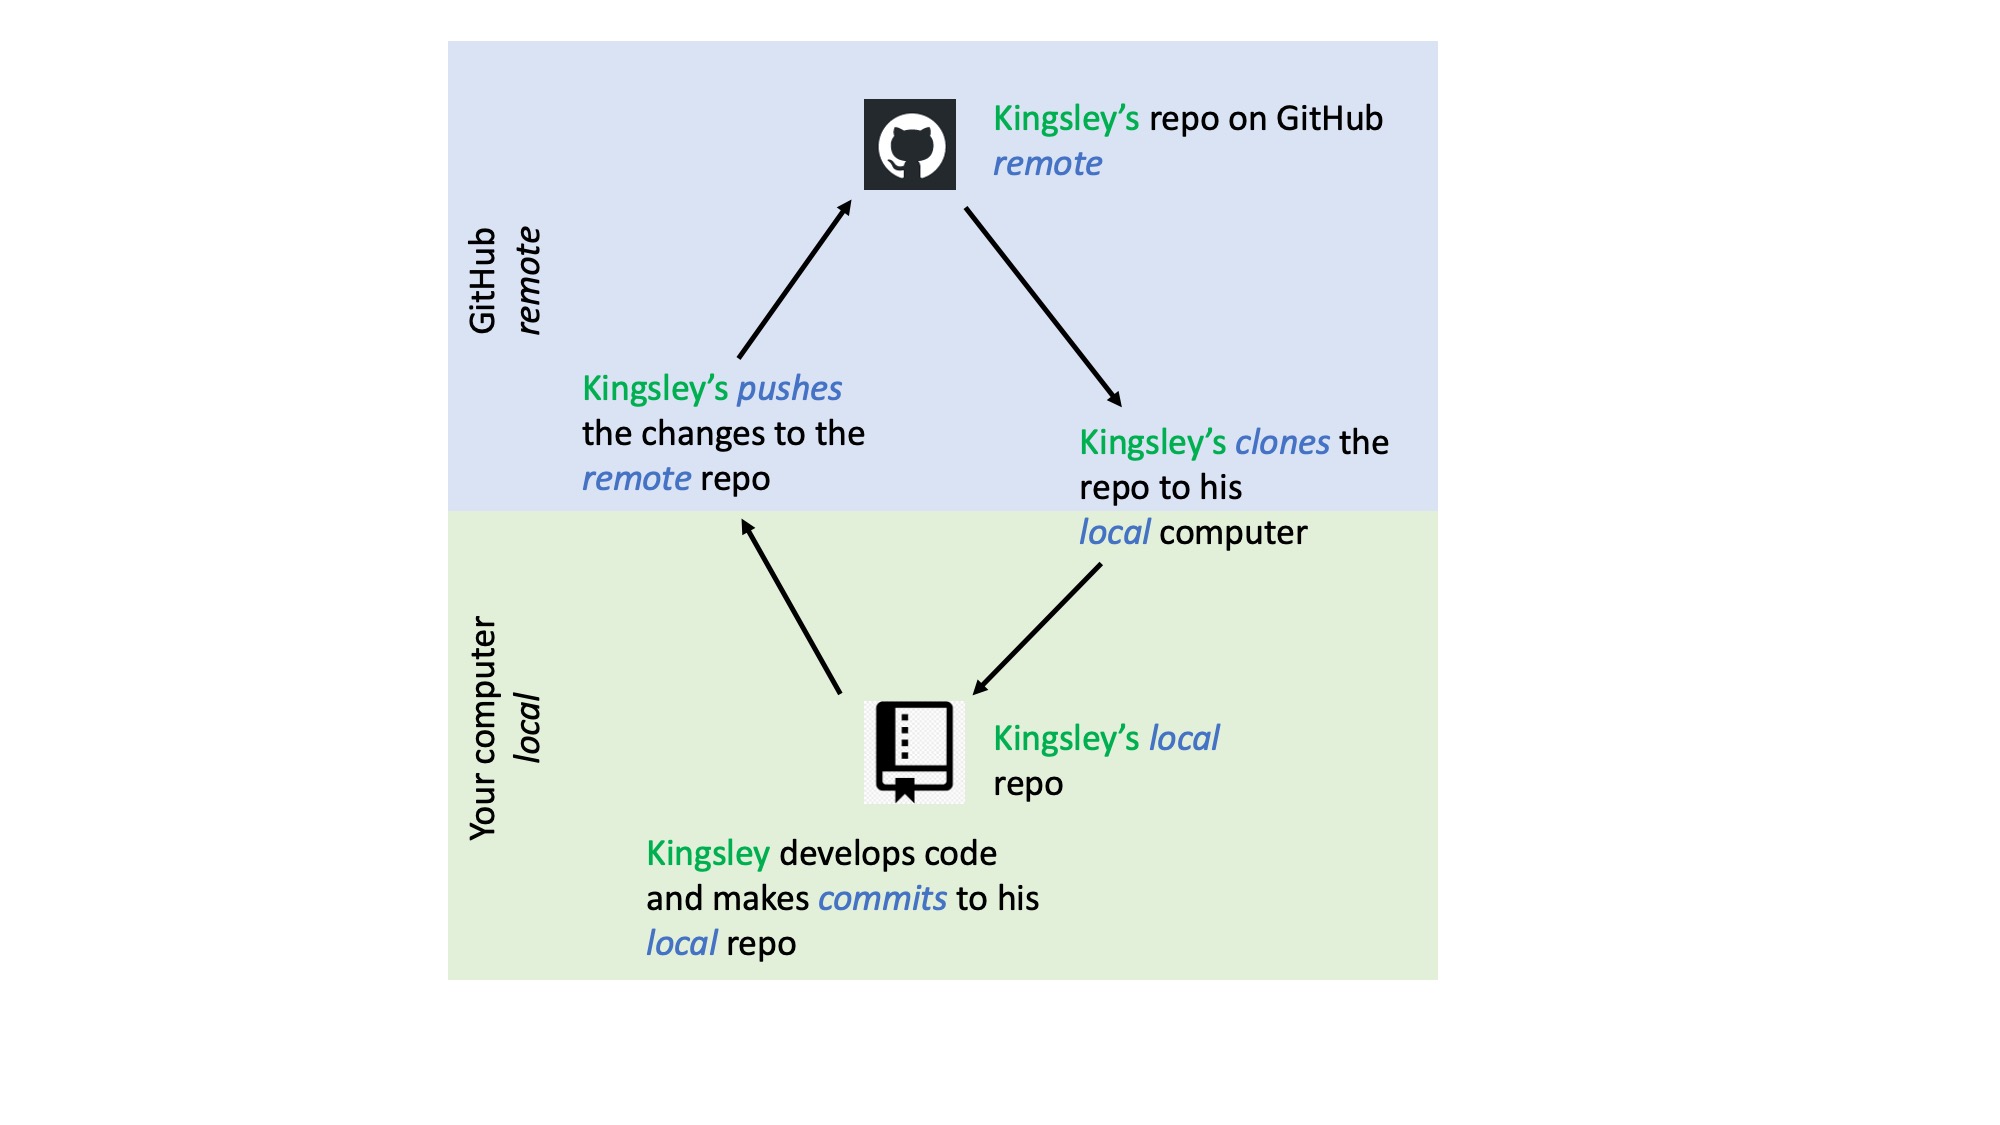 Kingsley’s repo on GitHub
remote
GitHub
remote
Kingsley’s pushes
the changes to the
remote repo
Kingsley’s clones the
repo to his
local computer
Your computer
local
Kingsley’s local
repo
Kingsley develops code
and makes commits to his
local repo